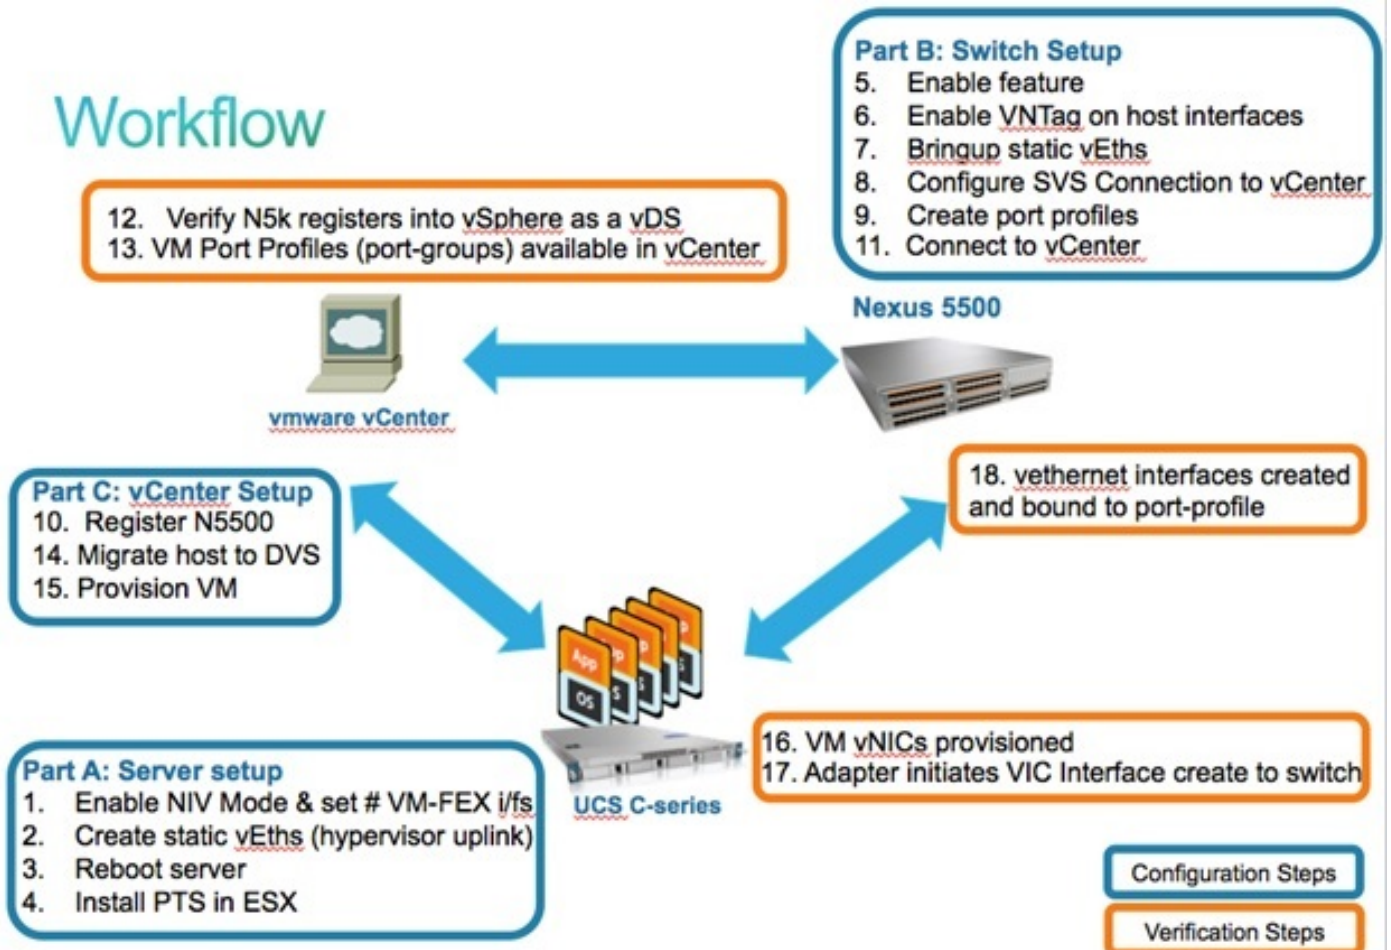 Workflow
Part B: Switch Setup
5. Enable feature
6. Enable VNTag on host interfaces
7. Bringup static vEths
8. Configure SVS Connection to vCenter
9. Create port profiles
11. Connect to vCenter
12. Verify N5k registers into vSphere as a vDS
13. VM Port Profiles (port-groups) available in vCenter
Nexus 5500
vmware vCenter
Part C: vCenter Setup
10. Register N5500
14. Migrate host to DVS
15. Provision VM
18. vethernet interfaces created
and bound to port-profile
App
OS
16. VM vNICs provisioned
17. Adapter initiates VIC Interface create to switch
UCS C-series
Part A: Server setup
1. Enable NIV Mode & set # VM-FEX i/fs
2. Create static vEths (hypervisor uplink)
3. Reboot server
4. Install PTS in ESX
Configuration Steps
Verification Steps